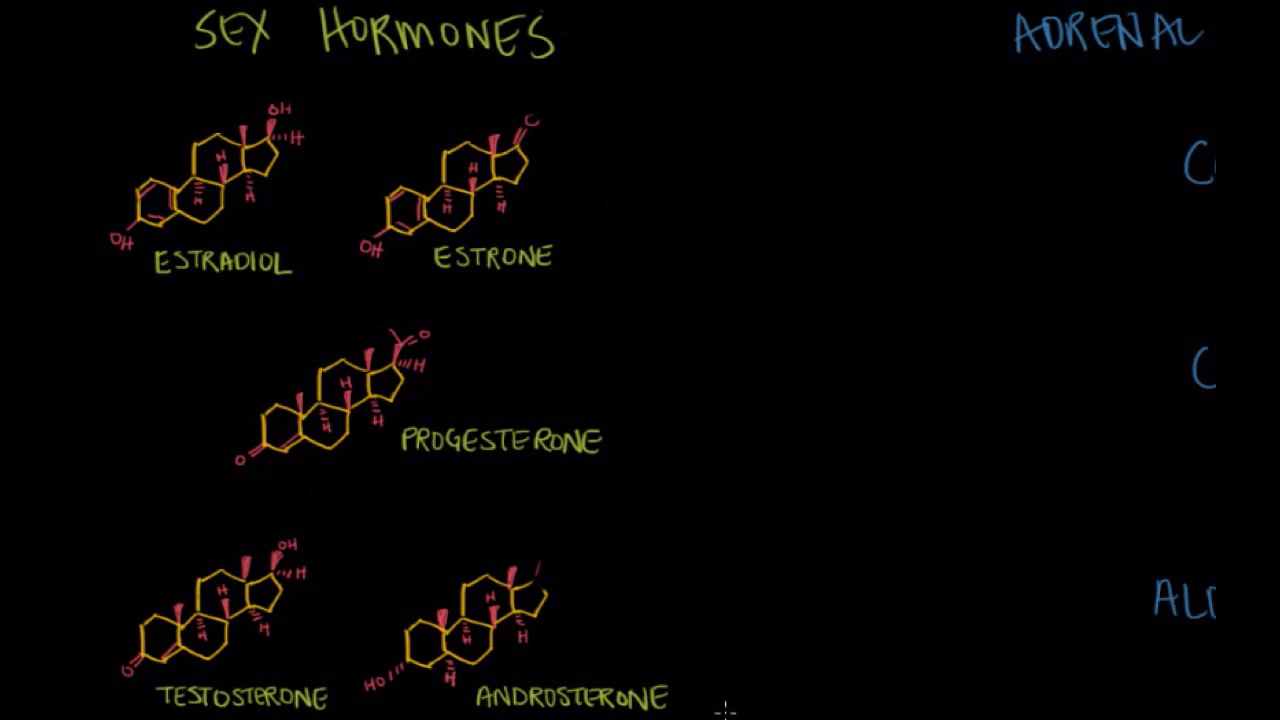 SEX HORMONES
ADRENAL
OH
H
H
H
H
OH
ESTRADIOL
H
H
H
OH
ESTRONE
C
O
H
H
H
H
O
PROGESTERONE
OH
H
H
H
H
O
TESTOSTERONE
H
H
H
H
HO
ANDROSTERONE